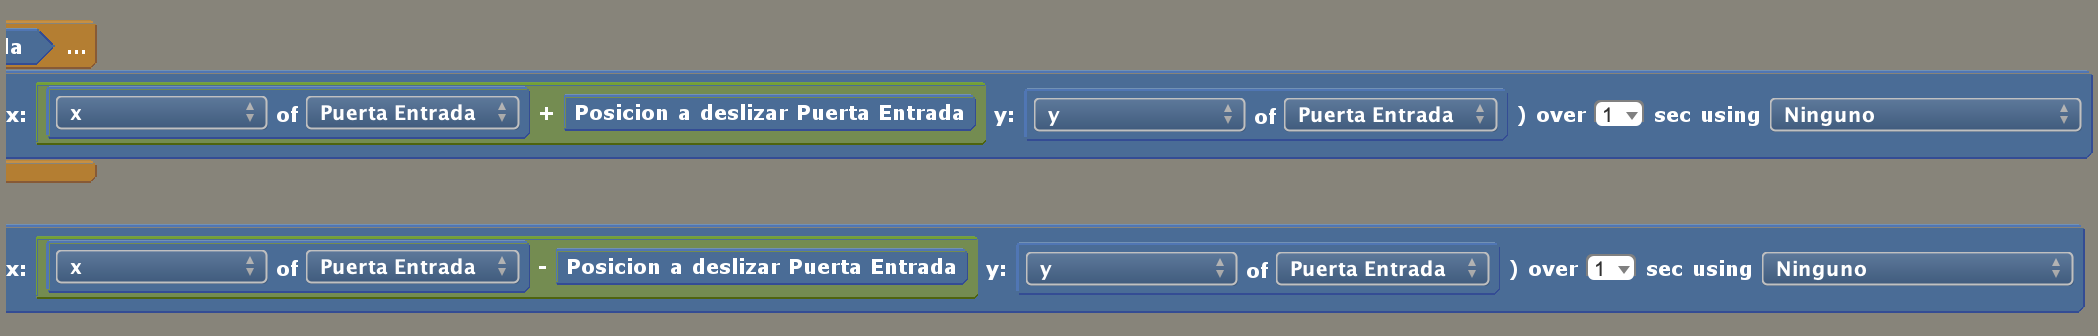 la ...
x: x of Puerta Entrada + Posicion a deslizar Puerta Entrada y: y of Puerta Entrada ) over 1 sec using Ninguno
x: x of Puerta Entrada - Posicion a deslizar Puerta Entrada y: y of Puerta Entrada ) over 1 sec using Ninguno